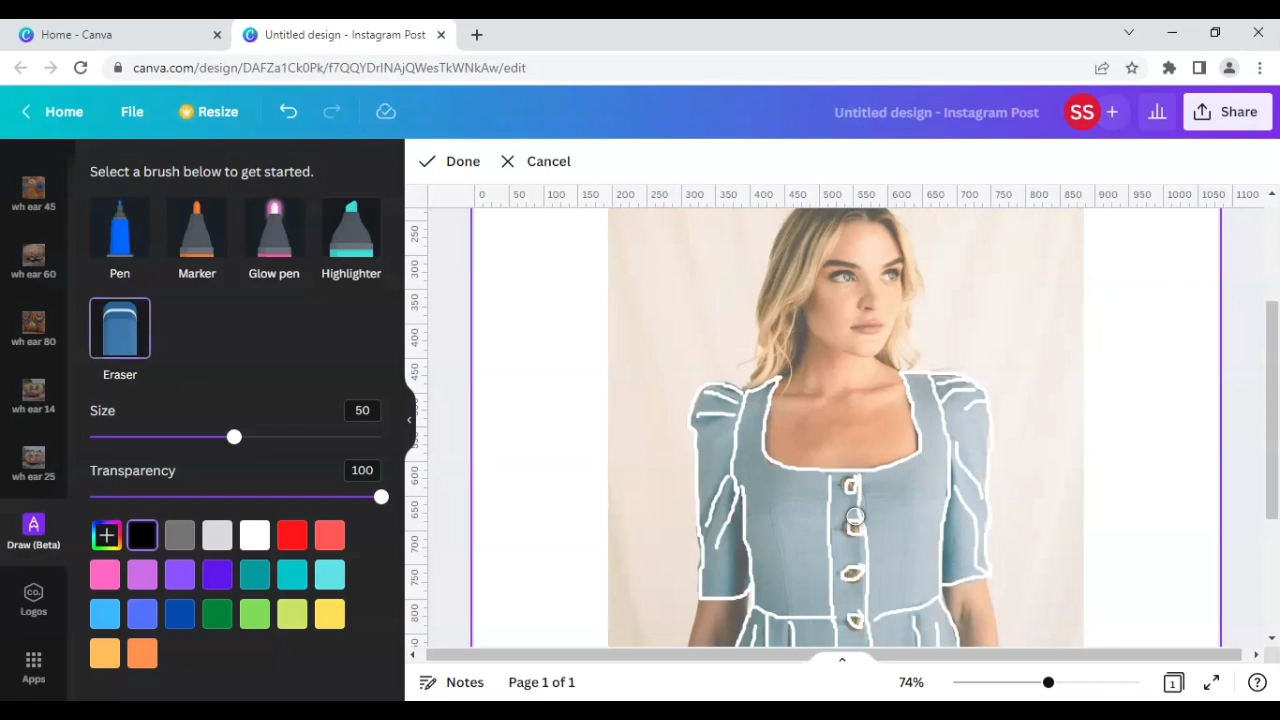 Home - Canva
Untitled design - Instagram Post
canva.com/design/DAFZa1Ck0Pk/f7QQYDrINAjQWesTkWNkAw/edit
Home File Resize Untitled design - Instagram Post SS + Share
Select a brush below to get started.
Done Cancel
0 50 100 150 200 250 300 350 400 450 500 550 600 650 700 750 800 850 900 950 1000 1050 1100
wh ear 45
wh ear 60
wh ear 80
wh ear 14
wh ear 25
Draw (Beta)
CO.
Logos
Apps
Pen Marker Glow pen Highlighter
Eraser
Size 50
Transparency 100
250
300
350
400
450
600
650
700
750
800
Notes Page 1 of 1 74% 1 ?